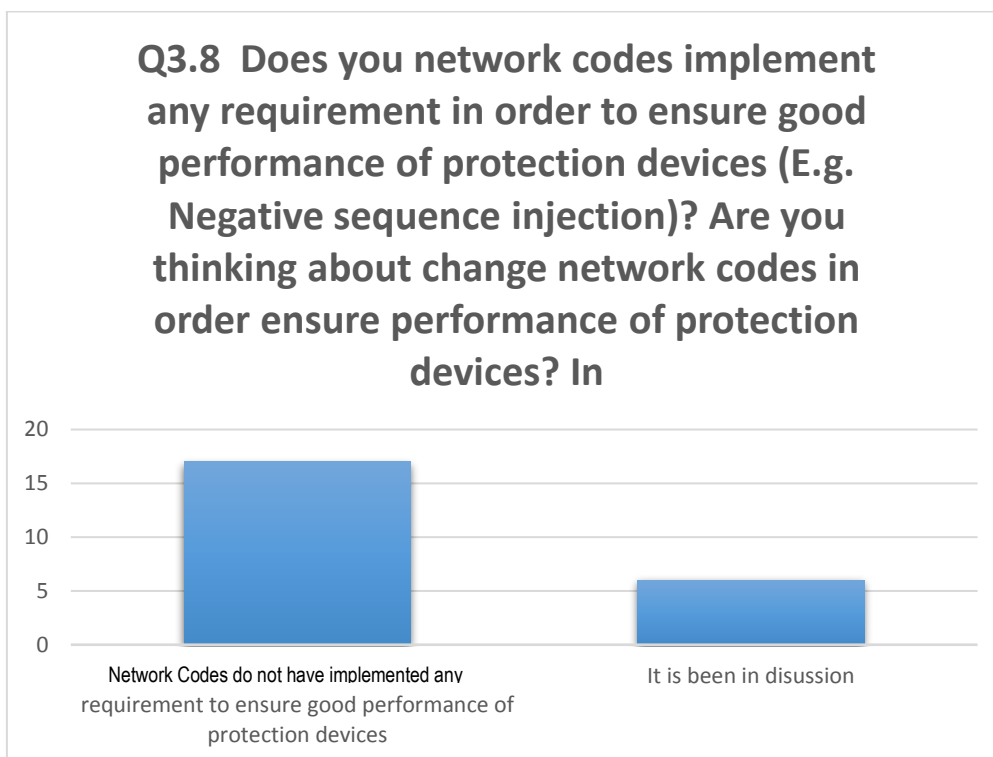 Q3.8 Does you network codes implement
any requirement in order to ensure good
performance of protection devices (E.g.
Negative sequence injection)? Are you
thinking about change network codes in
order ensure performance of protection
devices? In
20
15
10
5
0
Network Codes do not have implemented any
requirement to ensure good performance of
protection devices
It is been in disussion